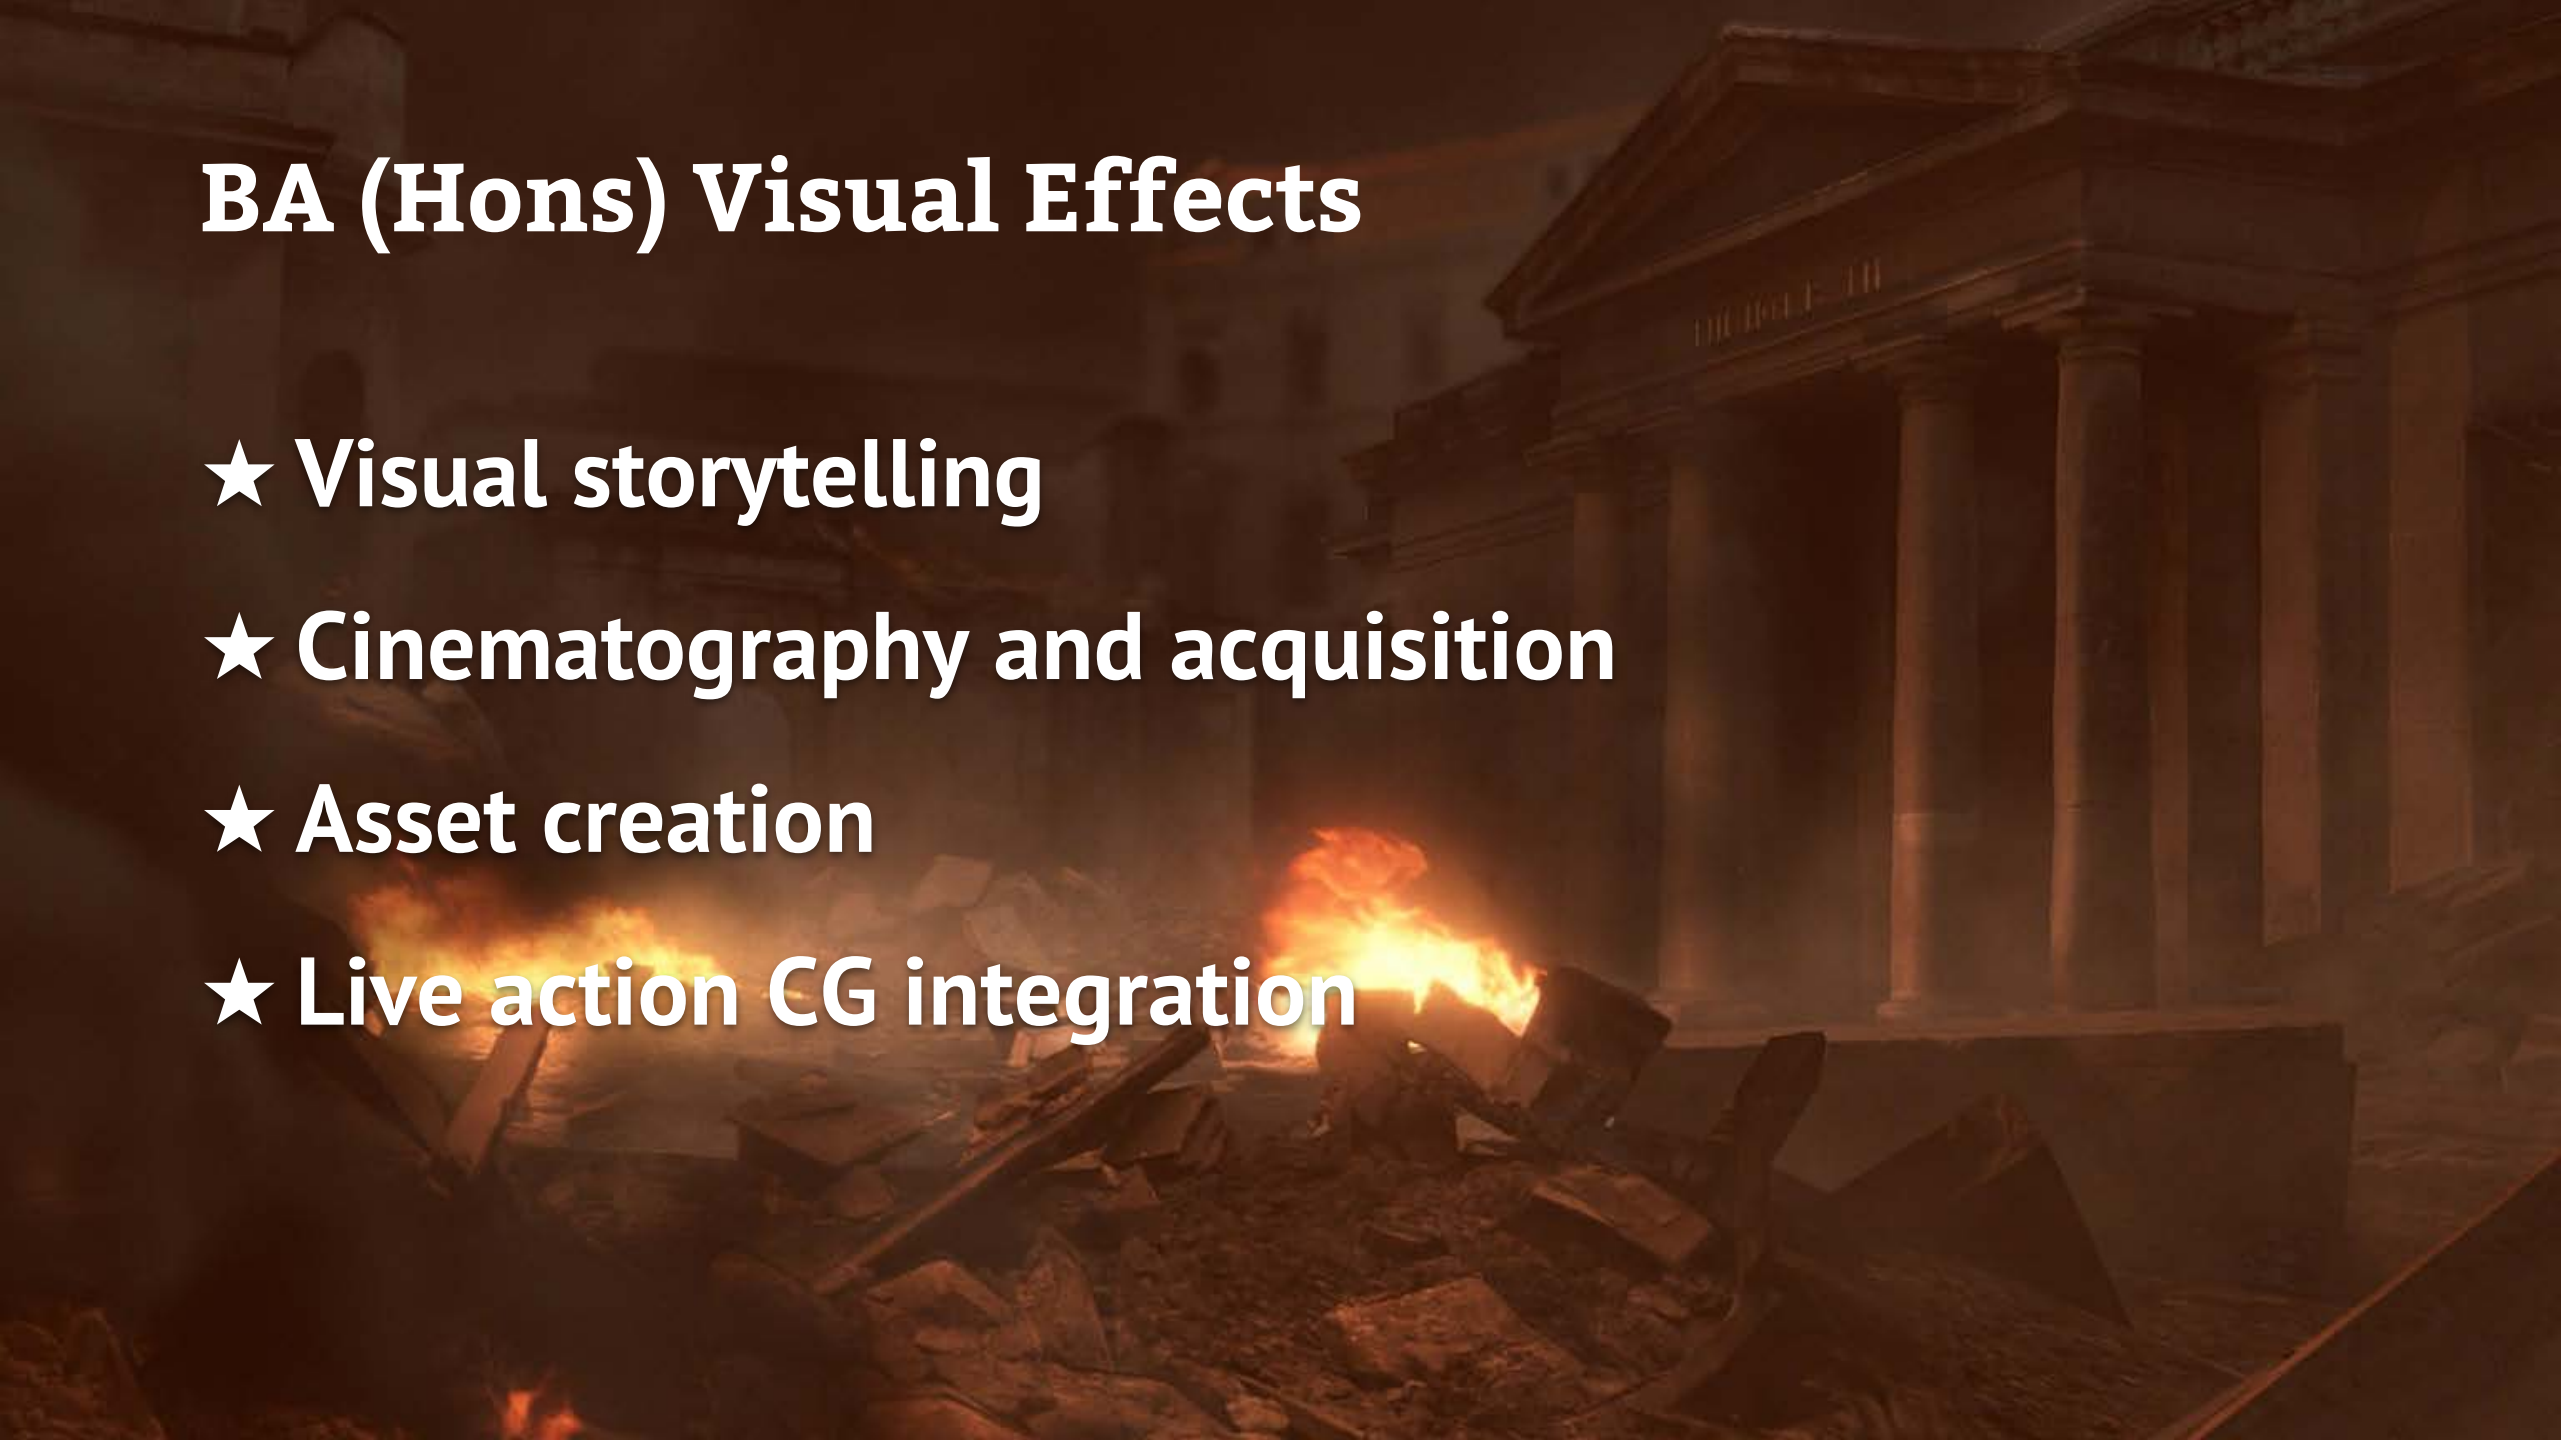 BA (Hons) Visual Effects
★ Visual storytelling
★ Cinematography and acquisition
★ Asset creation
★ Live action CG integration